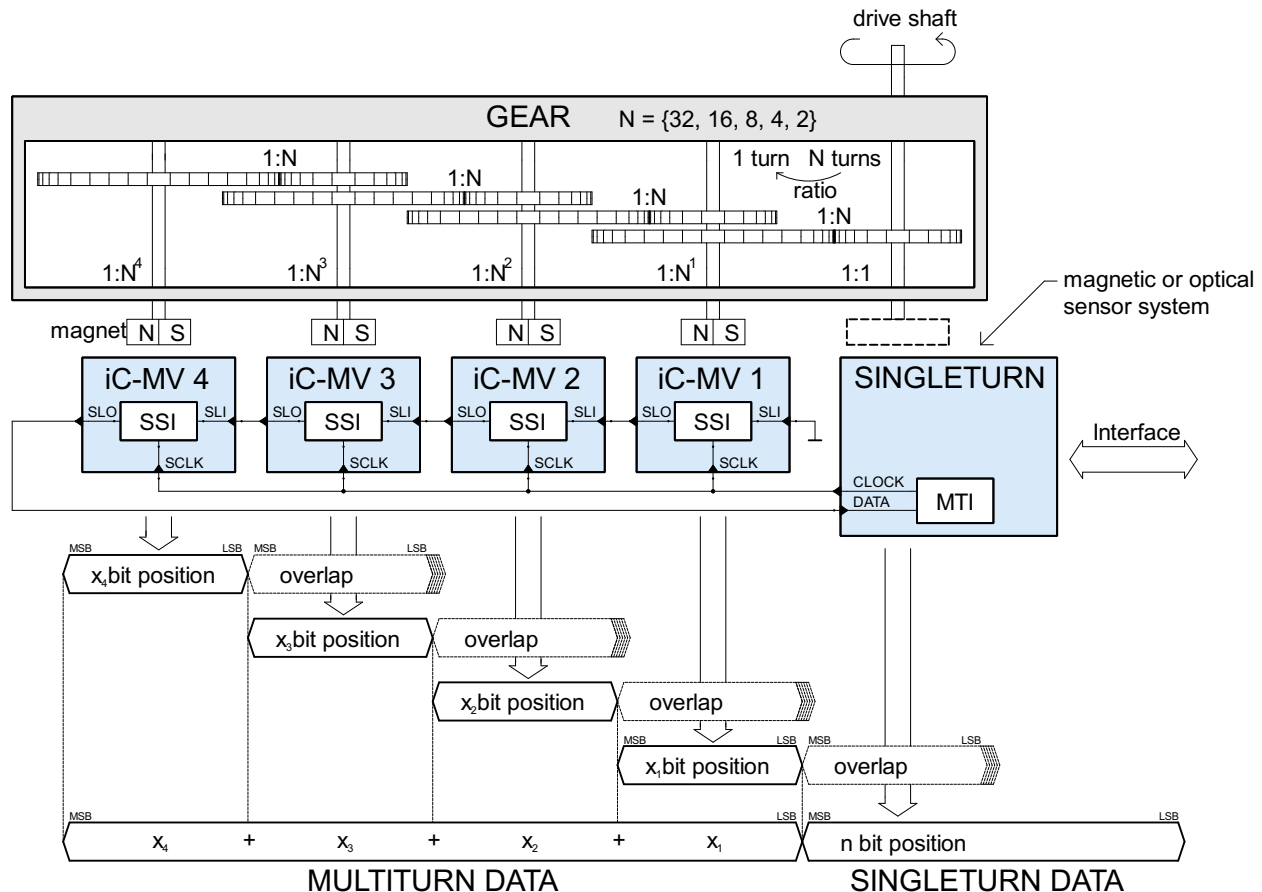 drive shaft
GEAR N = {32, 16, 8, 4, 2}
1:N
1 turn N turns
1:N
ratio
1:N
1:N
1:N⁴ 1:N³ 1:N² 1:N¹ 1:1
magnetic or optical
sensor system
magnet N S N S N S N S
iC-MV 4 iC-MV 3 iC-MV 2 iC-MV 1 SINGLETURN
SLO SSI SLI SLO SSI SLI SLO SSI SLI SLO SSI SLI
Interface
SCLK SCLK SCLK SCLK
CLOCK
DATA MTI
MSB LSB MSB LSB
x₄bit position overlap
x₃bit position overlap
x₂bit position overlap
MSB LSB MSB LSB
x₁bit position overlap
MSB LSB MSB LSB
x₄ + x₃ + x₂ + x₁ n bit position
MULTITURN DATA SINGLETURN DATA